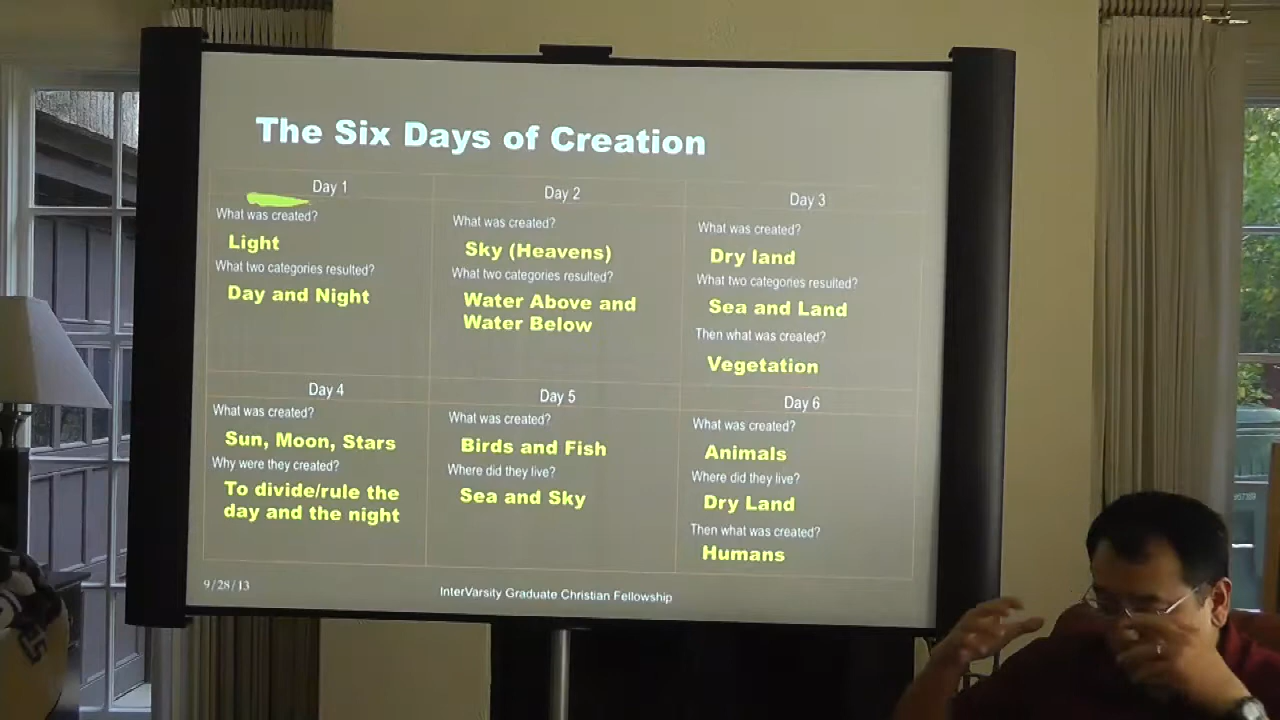 The Six Days of Creation
Day 1
What was created?
Light
What two categories resulted?
Day and Night
Day 2
What was created?
Sky (Heavens)
What two categories resulted?
Water Above and
Water Below
Day 3
What was created?
Dry land
What two categories resulted?
Sea and Land
Then what was created?
Vegetation
Day 4
What was created?
Sun, Moon, Stars
Why were they created?
To divide/rule the
day and the night
Day 5
What was created?
Birds and Fish
Where did they live?
Sea and Sky
Day 6
What was created?
Animals
Where did they live?
Dry Land
Then what was created?
Humans
9/28/13
InterVarsity Graduate Christian Fellowship